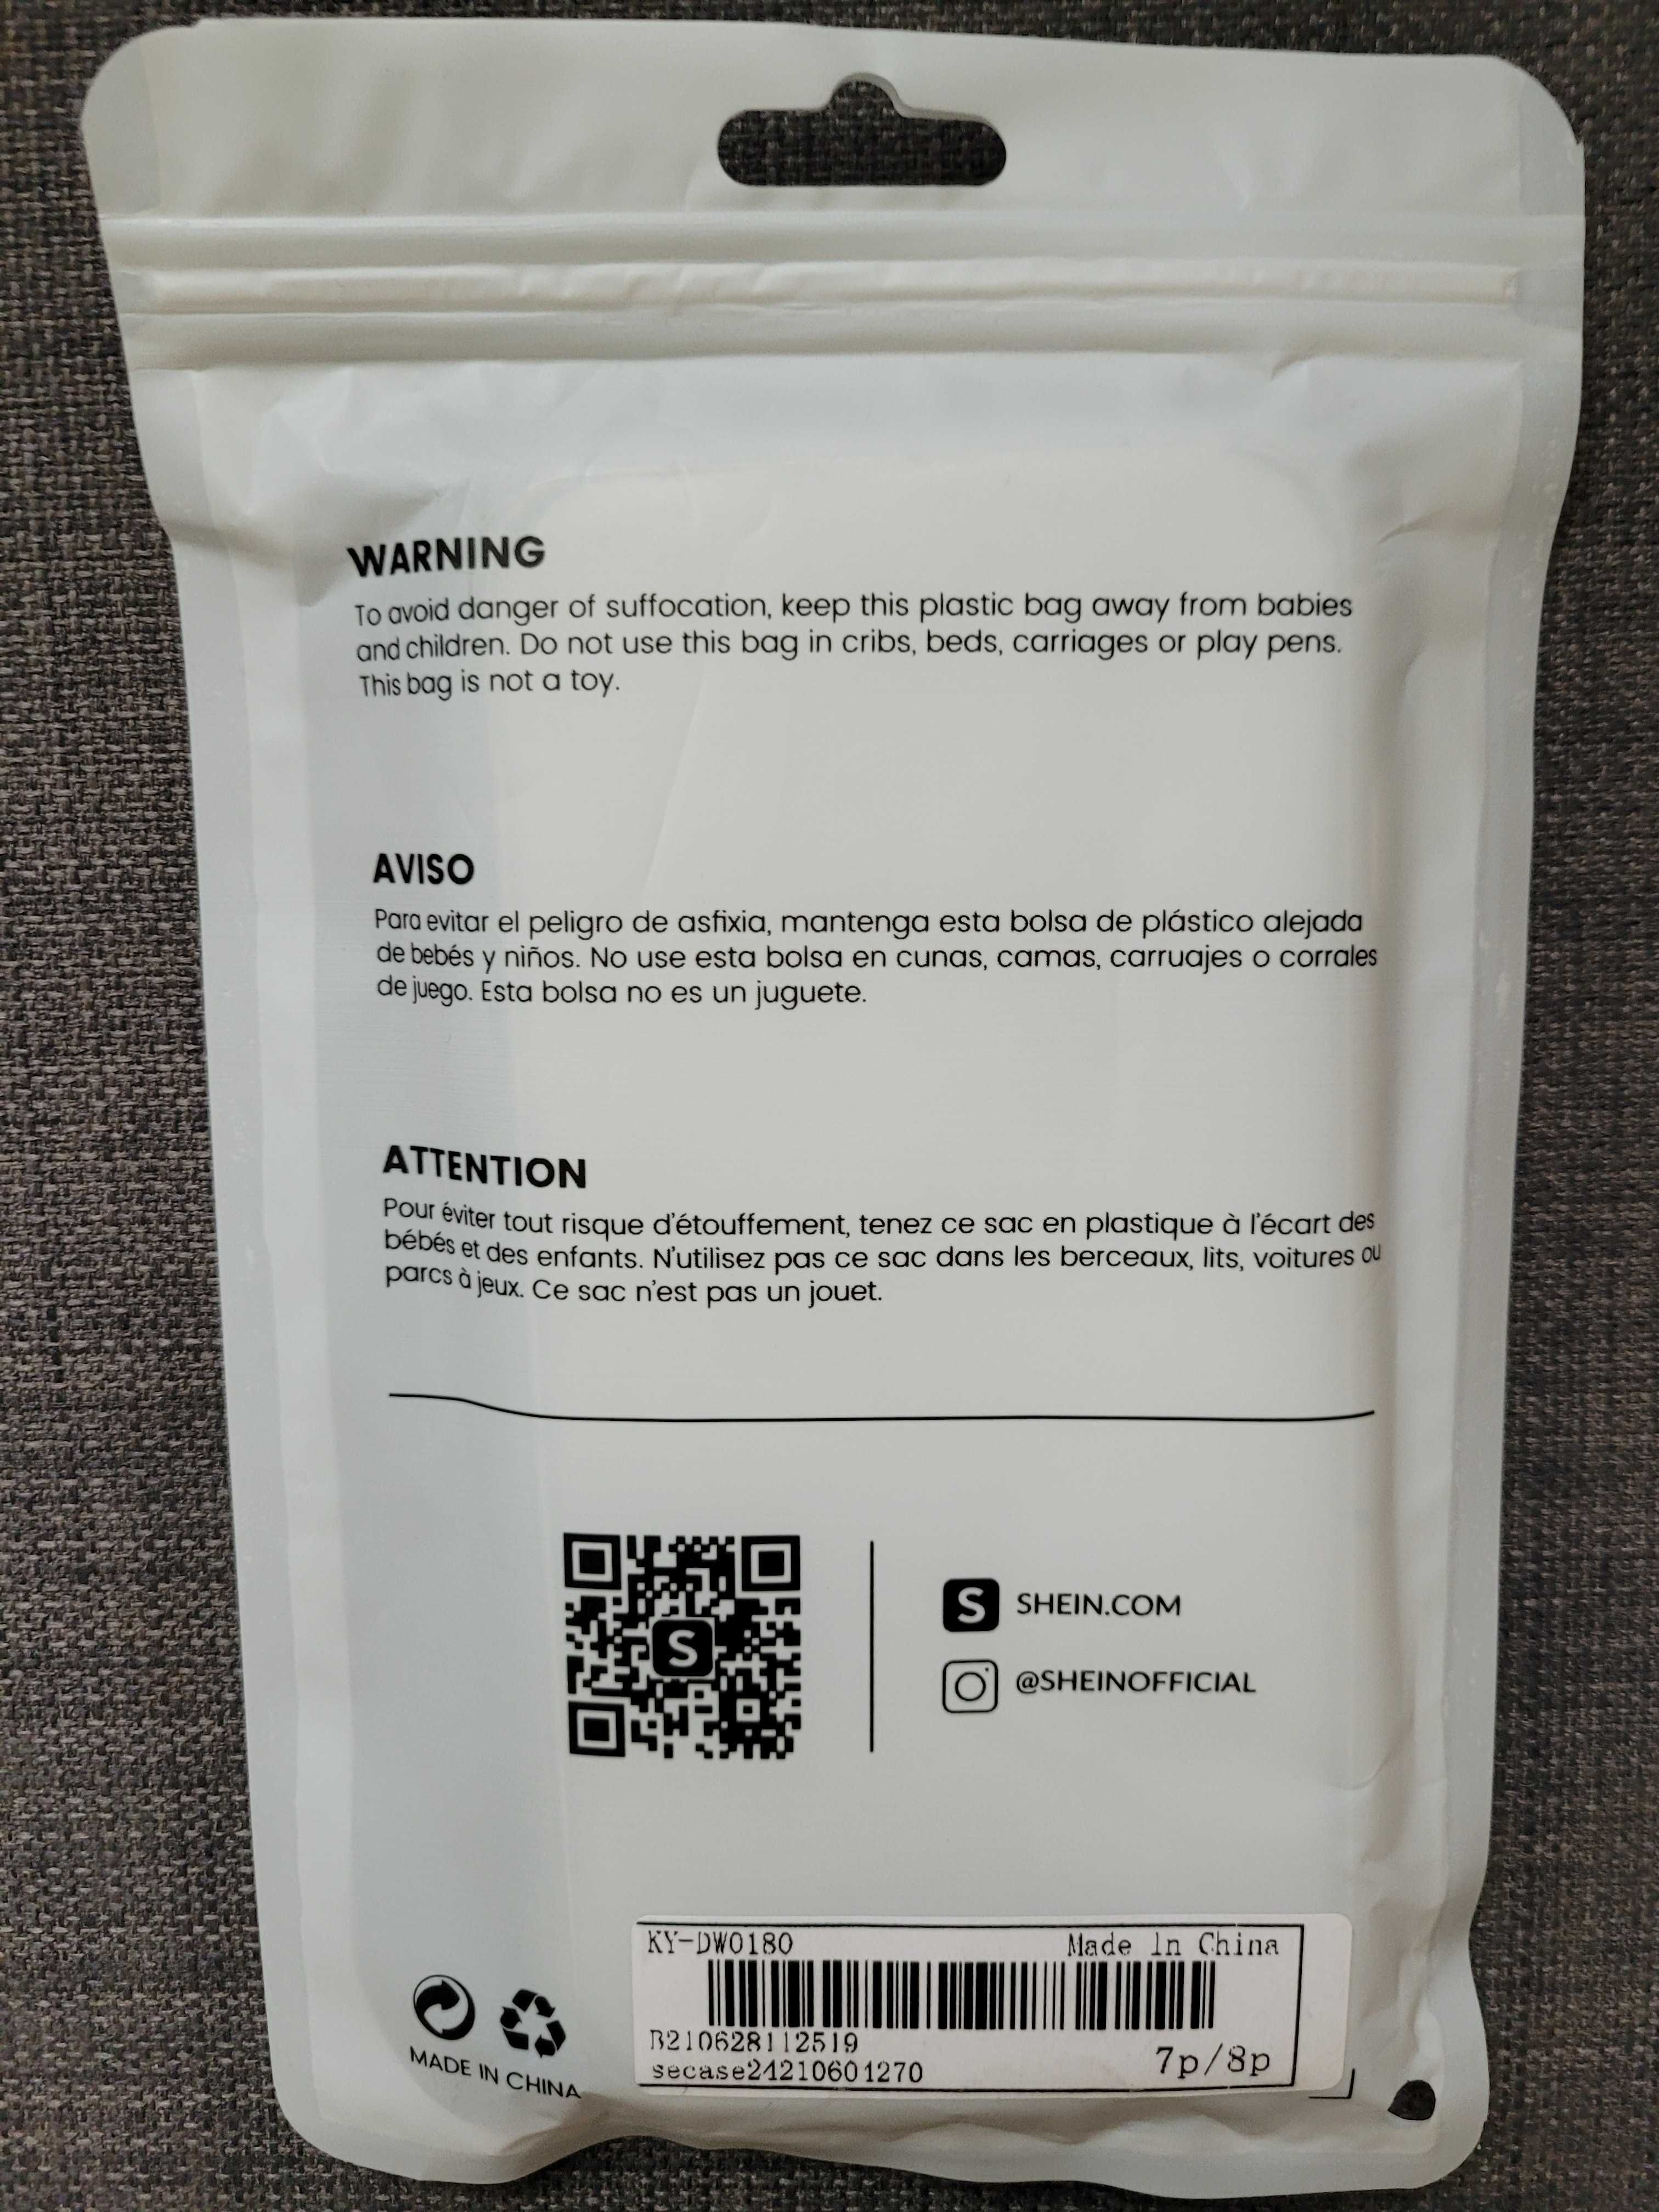 WARNING
To avoid danger of suffocation, keep this plastic bag away from babies
and children. Do not use this bag in cribs, beds, carriages or play pens.
This bag is not a toy.
AVISO
Para evitar el peligro de asfixia, mantenga esta bolsa de plástico alejada
de bebés y niños. No use esta bolsa en cunas, camas, carruajes o corrales
de juego. Esta bolsa no es un juguete.
ATTENTION
Pour éviter tout risque d'étouffement, tenez ce sac en plastique à l'écart des
bébés et des enfants. N'utilisez pas ce sac dans les berceaux, lits, voitures ou
parcs à jeux. Ce sac n'est pas un jouet.
S
S SHEIN.COM
@SHEINOFFICIAL
KY-DW0180 Made In China
B210628112519
secase24210601270 7p/8p
MADE IN CHINA